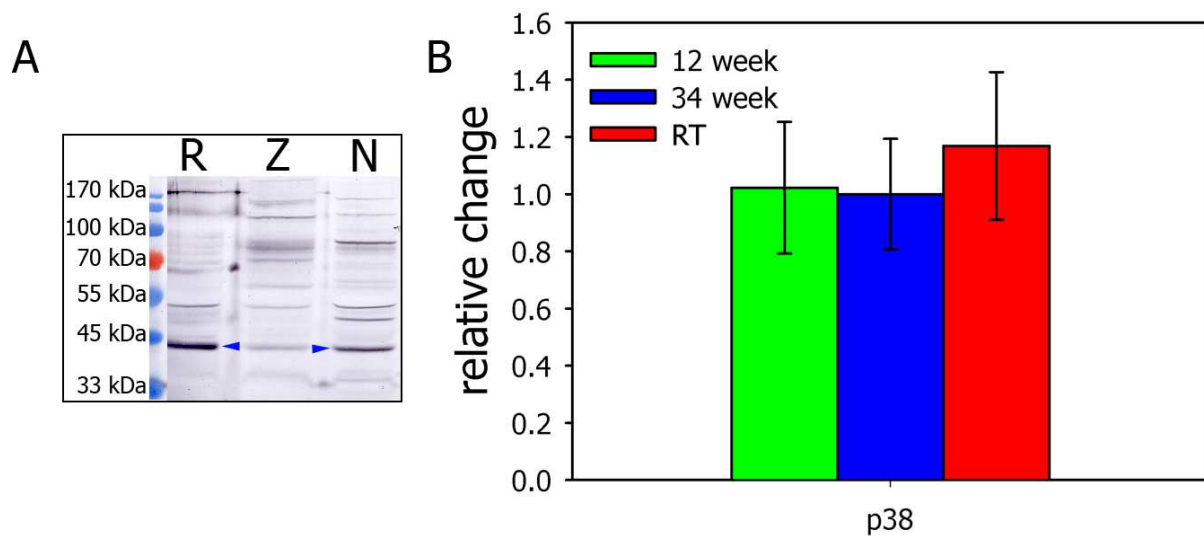 A
R Z N
170 kDa
100 kDa
70 kDa
55 kDa
45 kDa
33 kDa
B
relative change
1.6
1.4
1.2
1.0
0.8
0.6
0.4
0.2
0.0
12 week
34 week
RT
p38